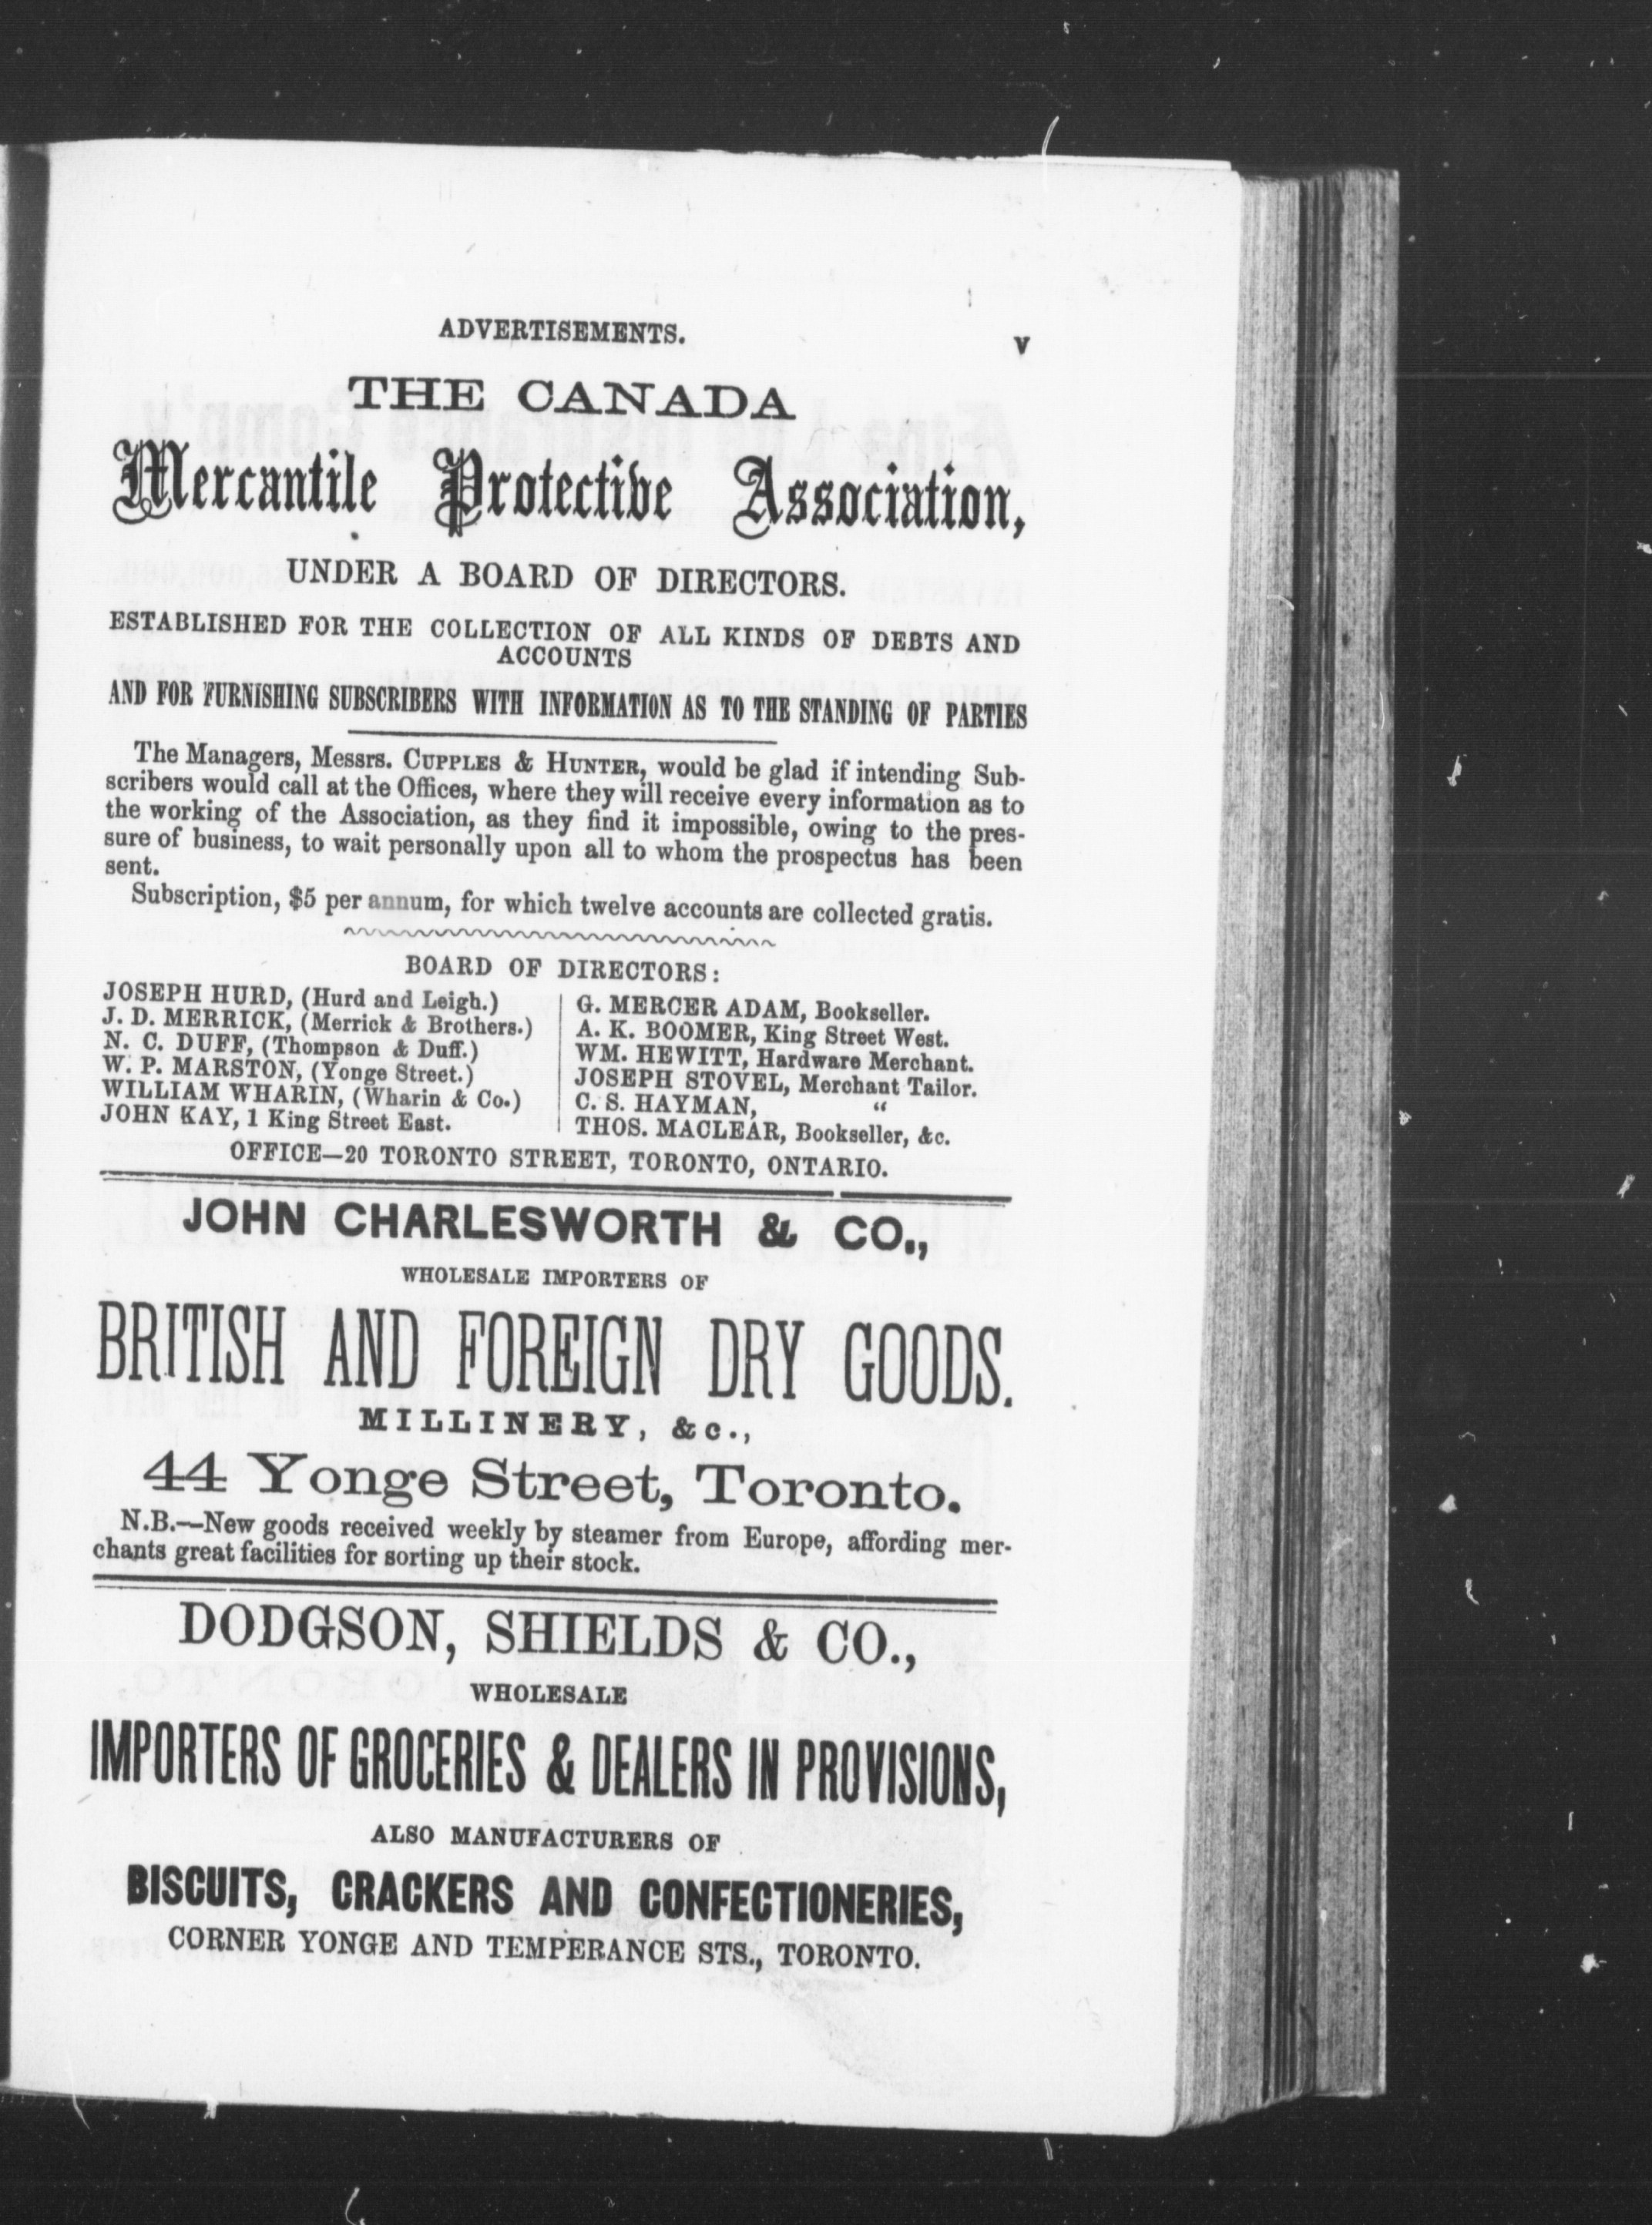 ADVERTISEMENTS. v
THE CANADA
Mercantile Protective Association,
UNDER A BOARD OF DIRECTORS.
ESTABLISHED FOR THE COLLECTION OF ALL KINDS OF DEBTS AND
ACCOUNTS
AND FOR FURNISHING SUBSCRIBERS WITH INFORMATION AS TO THE STANDING OF PARTIES
The Managers, Messrs. CUPPLES & HUNTER, would be glad if intending Sub-
scribers would call at the Offices, where they will receive every information as to
the working of the Association, as they find it impossible, owing to the pres-
sure of business, to wait personally upon all to whom the prospectus has been
sent.
Subscription, $5 per annum, for which twelve accounts are collected gratis.
BOARD OF DIRECTORS:
JOSEPH HURD, (Hurd and Leigh.)
J. D. MERRICK, (Merrick & Brothers.)
N. C. DUFF, (Thompson & Duff.)
W. P. MARSTON, (Yonge Street.)
WILLIAM WHARIN, (Wharin & Co.)
JOHN KAY, 1 King Street East.
G. MERCER ADAM, Bookseller.
A. K. BOOMER, King Street West.
WM. HEWITT, Hardware Merchant.
JOSEPH STOVEL, Merchant Tailor.
C. S. HAYMAN, "
THOS. MACLEAR, Bookseller, &c.
OFFICE—20 TORONTO STREET, TORONTO, ONTARIO.
JOHN CHARLESWORTH & CO.,
WHOLESALE IMPORTERS OF
BRITISH AND FOREIGN DRY GOODS.
MILLINERY, &c.,
44 Yonge Street, Toronto.
N.B.—New goods received weekly by steamer from Europe, affording mer-
chants great facilities for sorting up their stock.
DODGSON, SHIELDS & CO.,
WHOLESALE
IMPORTERS OF GROCERIES & DEALERS IN PROVISIONS,
ALSO MANUFACTURERS OF
BISCUITS, CRACKERS AND CONFECTIONERIES,
CORNER YONGE AND TEMPERANCE STS., TORONTO.